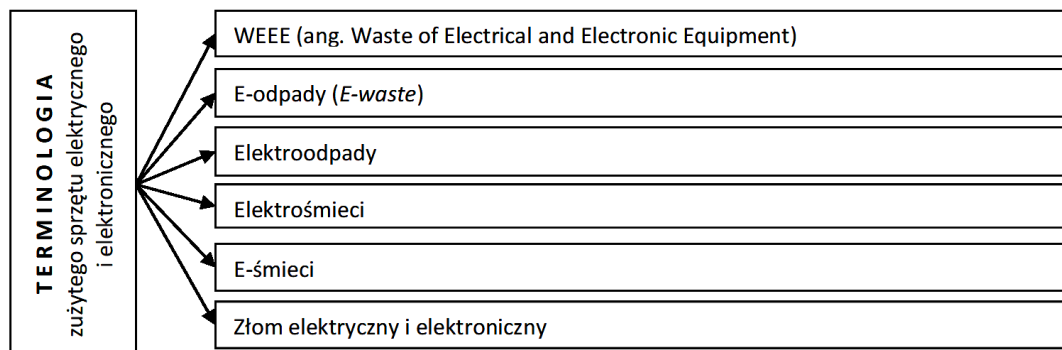 TERMINOLOGIA
zużytego sprzętu elektrycznego
i elektronicznego
WEEE (ang. Waste of Electrical and Electronic Equipment)
E-odpady (E-waste)
Elektroodpady
Elektrośmieci
E-śmieci
Złom elektryczny i elektroniczny